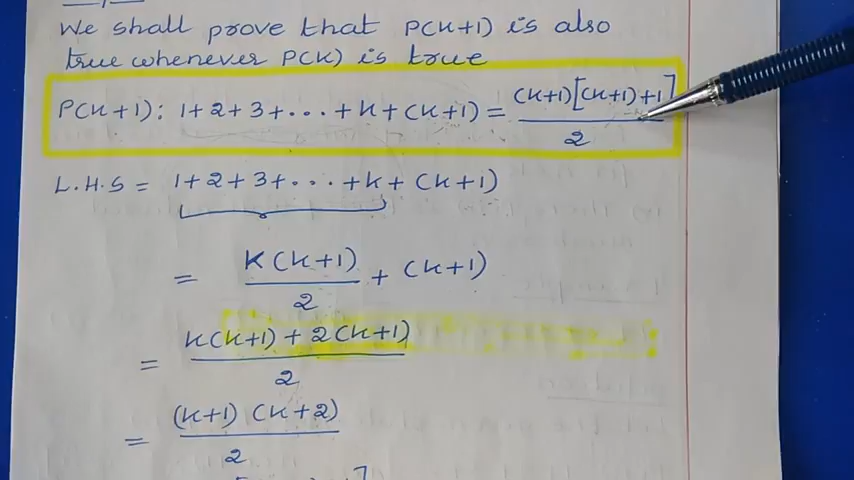 We shall prove that P(k+1) is also
true whenever P(k) is true
P(k+1): 1+2+3+...+k+(k+1) = (k+1)[(k+1)+1] / 2
L.H.S = 1+2+3+...+k+(k+1)
= k(k+1) / 2 + (k+1)
= k(k+1)+2(k+1) / 2
= (k+1)(k+2) / 2